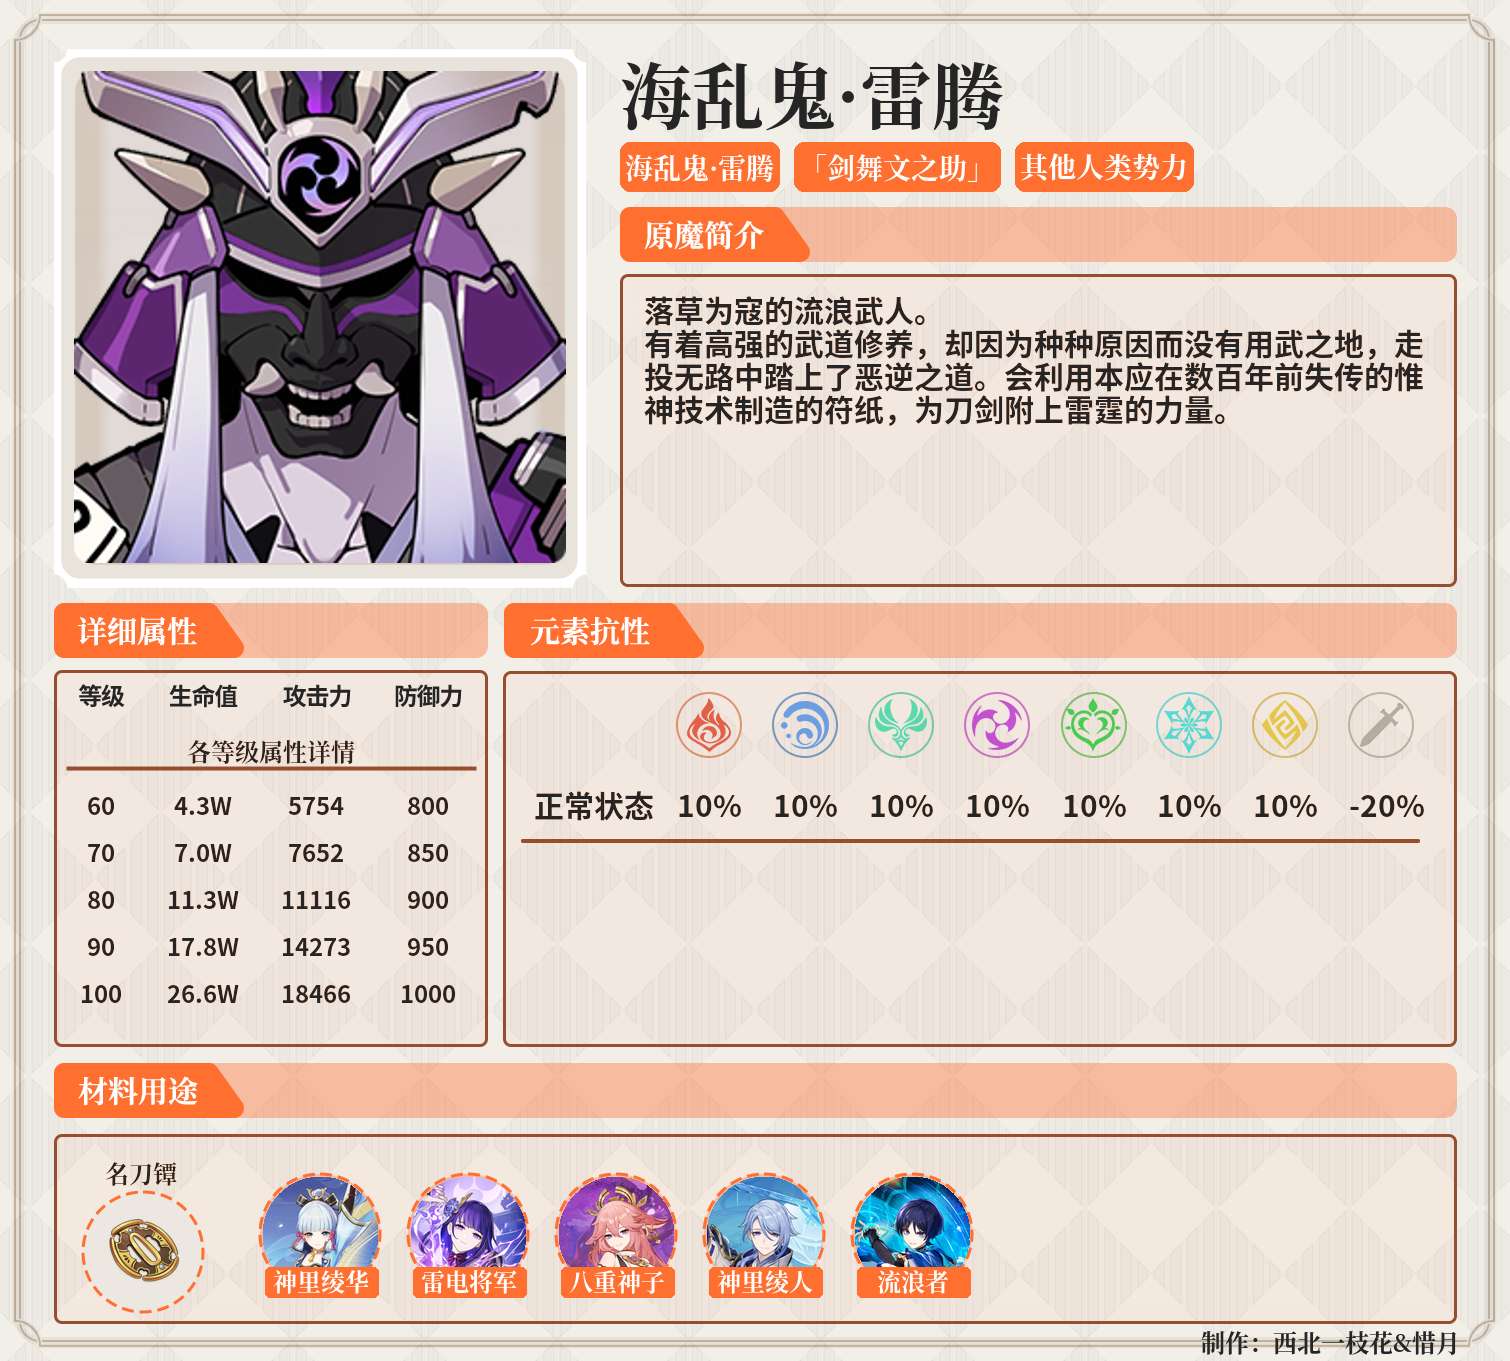 海乱鬼·雷腾
海乱鬼·雷腾 「剑舞文之助」 其他人类势力
原魔简介
落草为寇的流浪武人。
有着高强的武道修养，却因为种种原因而没有用武之地，走
投无路中踏上了恶逆之道。会利用本应在数百年前失传的惟
神技术制造的符纸，为刀剑附上雷霆的力量。
详细属性
等级 生命值 攻击力 防御力
各等级属性详情
60 4.3W 5754 800
70 7.0W 7652 850
80 11.3W 11116 900
90 17.8W 14273 950
100 26.6W 18466 1000
元素抗性
正常状态 10% 10% 10% 10% 10% 10% 10% -20%
材料用途
名刀镡
神里绫华 雷电将军 八重神子 神里绫人 流浪者
制作：西北一枝花&惜月